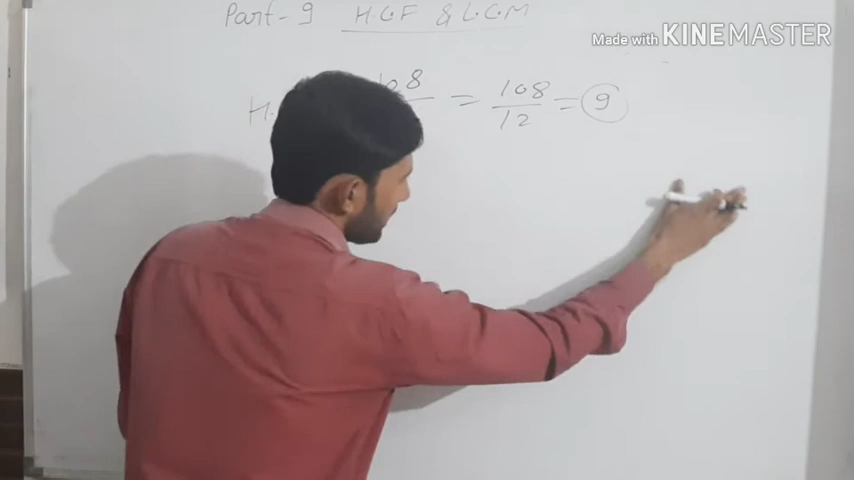 Part-9 H.C.F & L.C.M
Made with KINEMASTER
H. 108 = 108/12 = 9